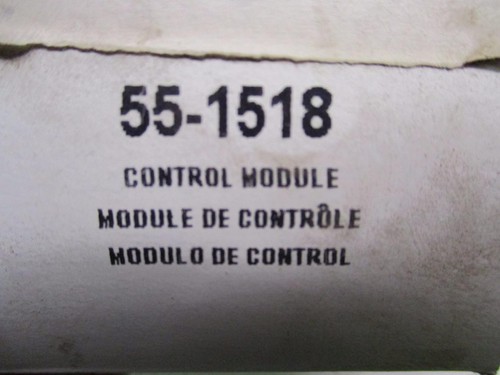 55-1518
CONTROL MODULE
MODULE DE CONTRÔLE
MODULO DE CONTROL